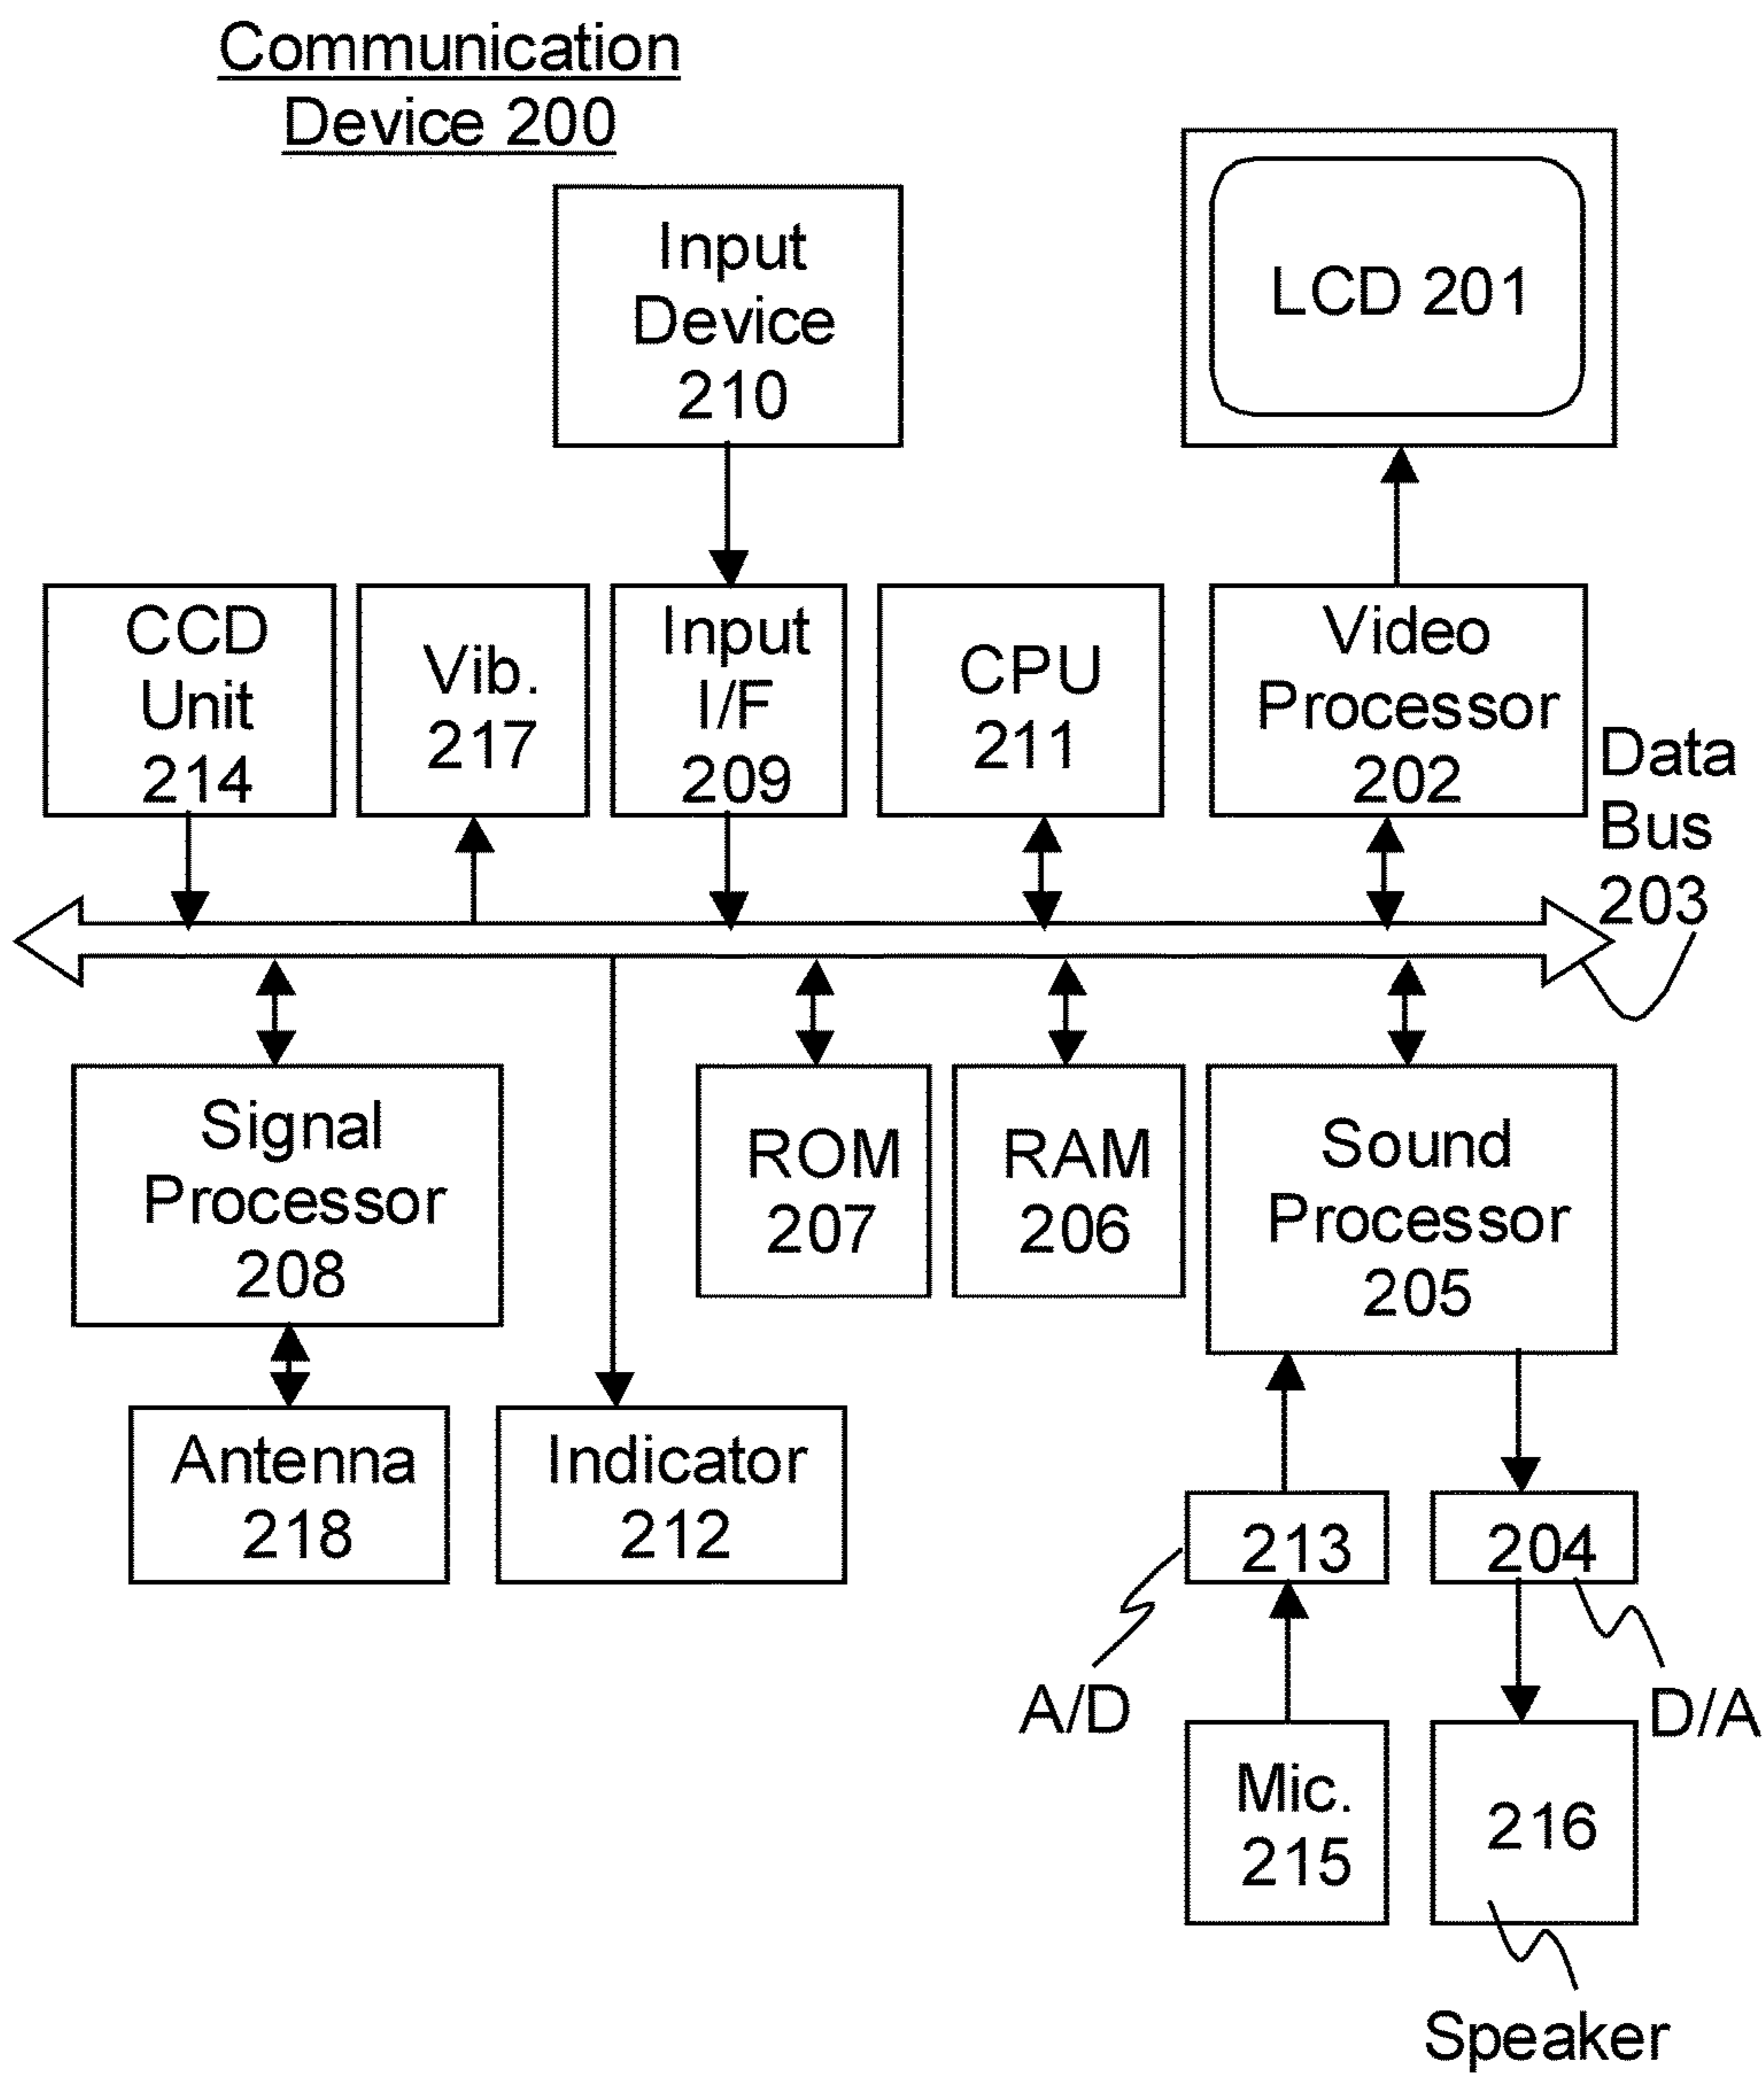 Communication
Device 200
Input
Device
210
LCD 201
CCD
Unit
214
Vib.
217
Input
I/F
209
CPU
211
Video
Processor
202
Data
Bus
203
Signal
Processor
208
ROM
207
RAM
206
Sound
Processor
205
Antenna
218
Indicator
212
213
204
A/D
D/A
Mic.
215
216
Speaker